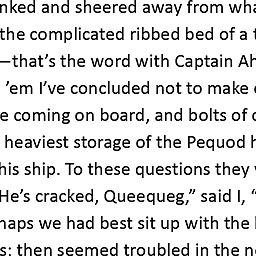 nked and sheered away from wha
the complicated ribbed bed of a t
—that’s the word with Captain Ah
’em I’ve concluded not to make e
e coming on board, and bolts of c
heaviest storage of the Pequod h
his ship. To these questions they v
He’s cracked, Queequeg,” said I, “
haps we had best sit up with the l
s: then seemed troubled in the no